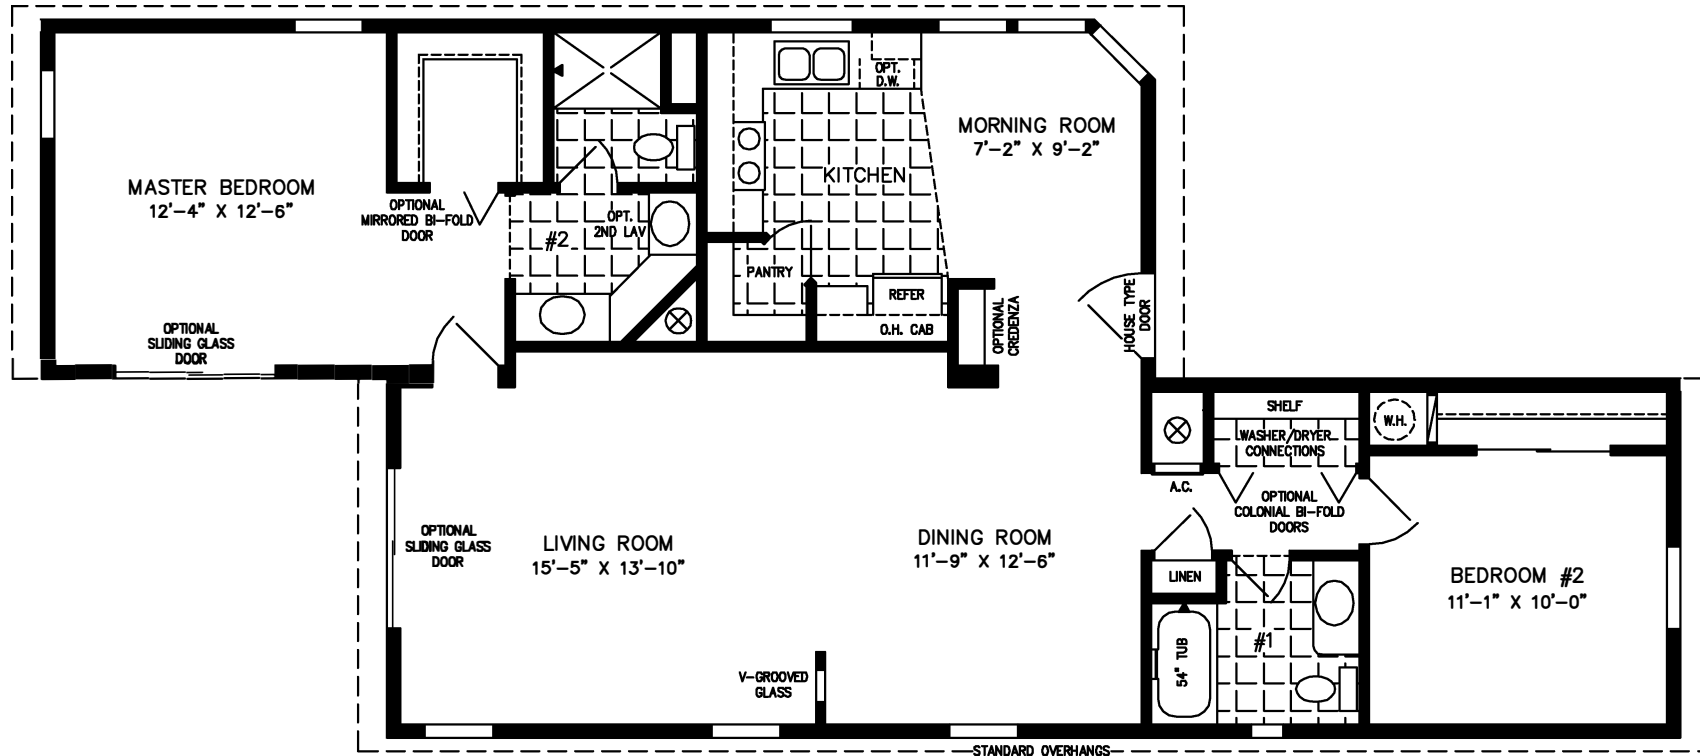 OPT.
D.W.
MORNING ROOM
7'-2" X 9'-2"
KITCHEN
MASTER BEDROOM
12'-4" X 12'-6"
OPTIONAL
MIRRORED BI-FOLD
DOOR
OPT.
2ND LAV
#2
PANTRY
REFER
O.H. CAB
OPTIONAL
CREDENZA
HOUSE TYPE
DOOR
OPTIONAL
SLIDING GLASS
DOOR
SHELF
W.H.
WASHER/DRYER
CONNECTIONS
A.C.
OPTIONAL
COLONIAL BI-FOLD
DOORS
OPTIONAL
SLIDING GLASS
DOOR
LIVING ROOM
15'-5" X 13'-10"
DINING ROOM
11'-9" X 12'-6"
LINEN
BEDROOM #2
11'-1" X 10'-0"
#1
54" TUB
V-GROOVED
GLASS
STANDARD OVERHANGS